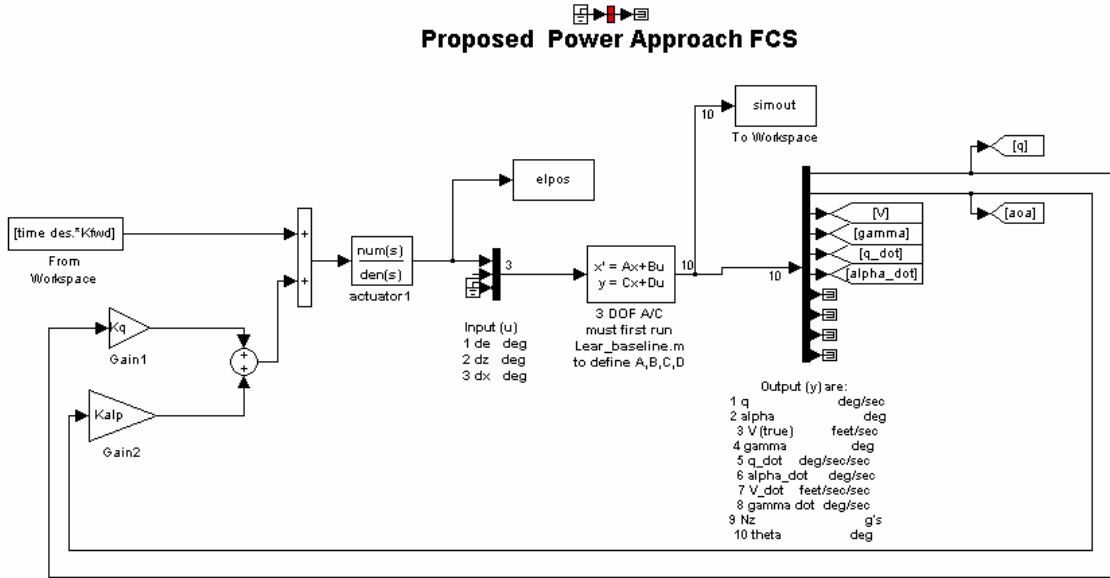 Proposed Power Approach FCS
simout
10
To Workspace
[q]
elpos
[aoa]
[V]
[gamma]
[q_dot]
[alpha_dot]
[time des.*Kfwd]
From
Workspace
+
+
num(s)
den(s)
actuator1
3
x' = Ax+Bu
y = Cx+Du
10
10
3 DOF A/C
must first run
Lear_baseline.m
to define A,B,C,D
Input (u)
1 de deg
2 dz deg
3 dx deg
Kq
Gain1
+
+
Kalp
Gain2
Output (y) are:
1 q deg/sec
2 alpha deg
3 V (true) feet/sec
4 gamma deg
5 q_dot deg/sec/sec
6 alpha_dot deg/sec
7 V_dot feet/sec/sec
8 gamma dot deg/sec
9 Nz g's
10 theta deg